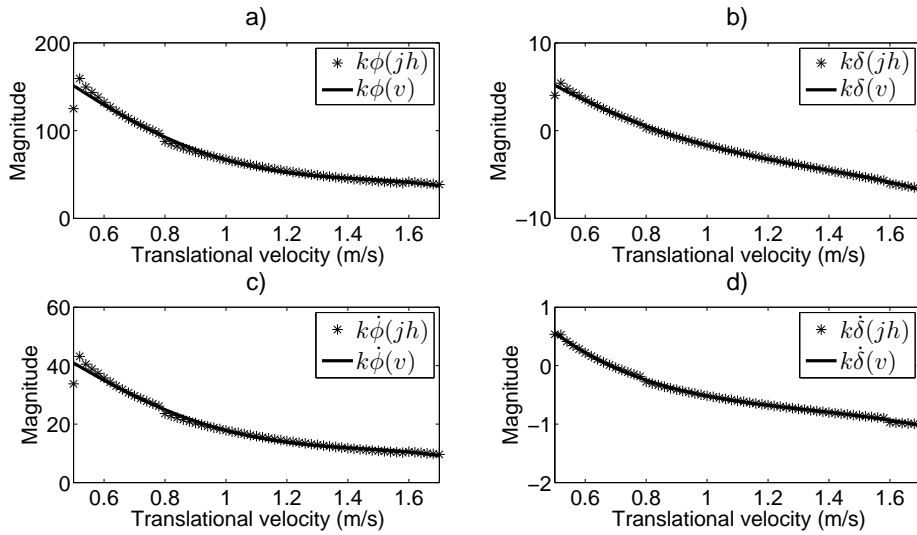 a)
200
100
0
Magnitude
kϕ(jh)
kϕ(v)
0.6 0.8 1 1.2 1.4 1.6
Translational velocity (m/s)
b)
10
0
−10
Magnitude
kδ(jh)
kδ(v)
0.6 0.8 1 1.2 1.4 1.6
Translational velocity (m/s)
c)
60
40
20
0
Magnitude
kϕ̇(jh)
kϕ̇(v)
0.6 0.8 1 1.2 1.4 1.6
Translational velocity (m/s)
d)
1
0
−1
−2
Magnitude
kδ̇(jh)
kδ̇(v)
0.6 0.8 1 1.2 1.4 1.6
Translational velocity (m/s)